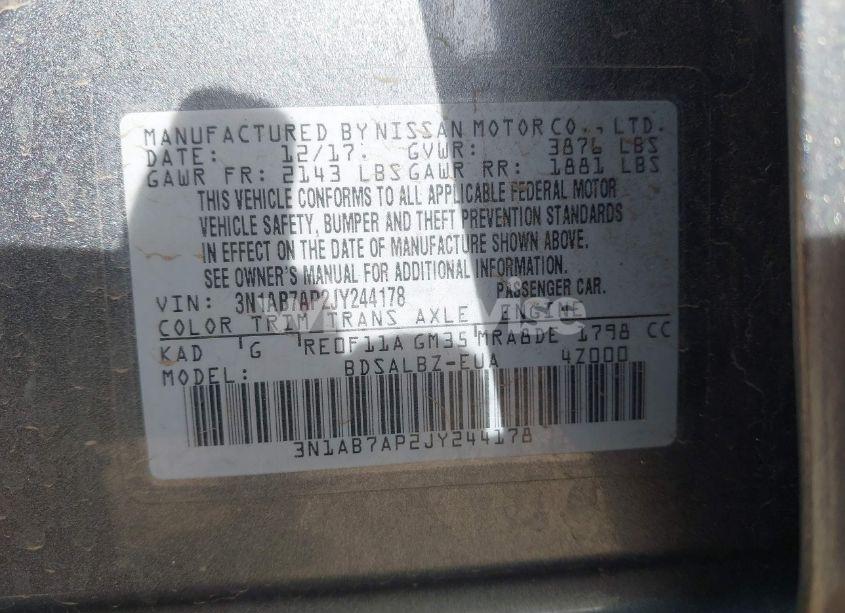 MANUFACTURED BY NISSAN MOTOR CO., LTD.
DATE: 12/17. GVWR: 3876 LBS
GAWR FR: 2143 LBS GAWR RR: 1881 LBS
THIS VEHICLE CONFORMS TO ALL APPLICABLE FEDERAL MOTOR
VEHICLE SAFETY, BUMPER AND THEFT PREVENTION STANDARDS
IN EFFECT ON THE DATE OF MANUFACTURE SHOWN ABOVE.
SEE OWNER'S MANUAL FOR ADDITIONAL INFORMATION.
VIN: 3N1AB7AP2JY244178 PASSENGER CAR.
COLOR TRIM TRANS AXLE ENGINE
KAD G RE0F11A GM35 MRA8DE 1798 CC
MODEL: BDSALBZ-EUA 4Z000
3N1AB7AP2JY244178